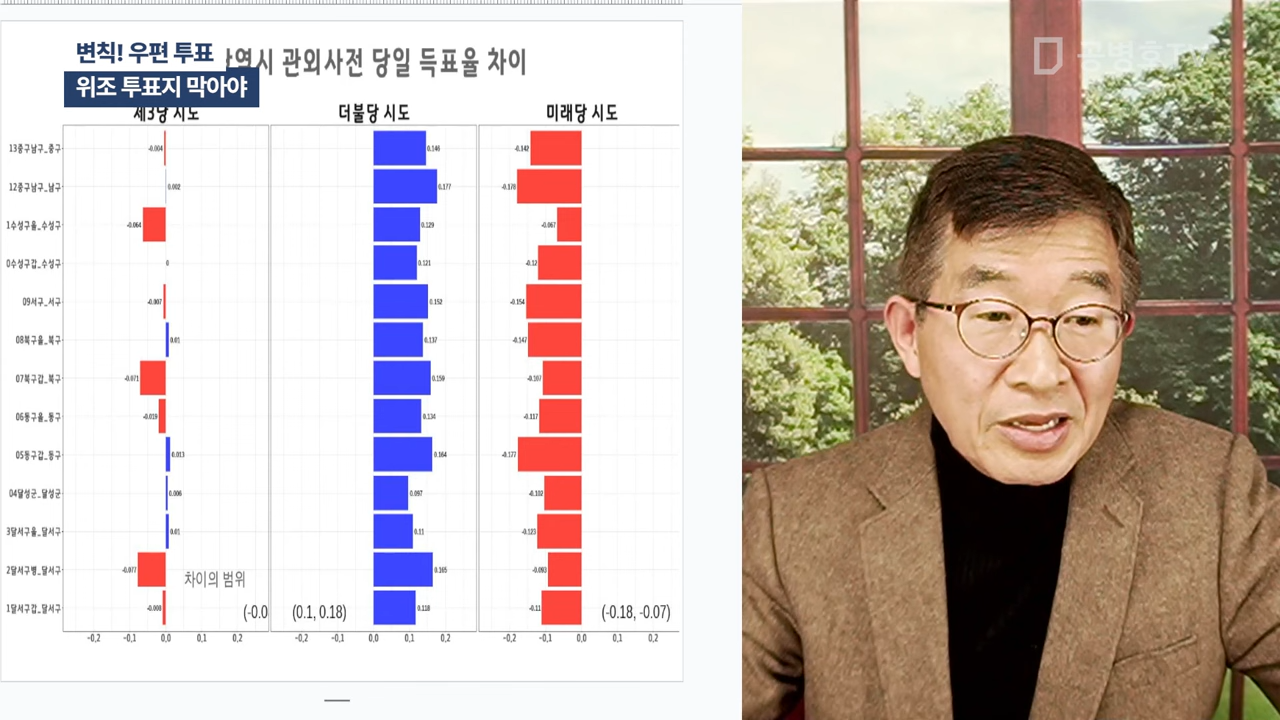 변칙! 우편 투표
위조 투표지 막아야
역시 관외사전 당일 득표율 차이
공병호TV
제3당 시도
더불당 시도
미래당 시도
13중구남구_중구
-0.004
0.146
-0.142
12중구남구_남구
0.002
0.177
-0.178
1수성구을_수성구
-0.064
0.129
-0.067
0수성구갑_수성구
0
0.121
-0.12
09서구_서구
-0.007
0.152
-0.154
08북구을_북구
0.01
0.137
-0.147
07북구갑_북구
-0.071
0.159
-0.107
06동구을_동구
-0.019
0.134
-0.117
05동구갑_동구
0.013
0.164
-0.177
04달성군_달성군
0.006
0.097
-0.102
3달서구을_달서구
0.01
0.11
-0.123
2달서구병_달서구
-0.077
0.165
-0.093
차이의 범위
1달서구갑_달서구
-0.008
0.118
-0.11
(-0.0
(0.1, 0.18)
(-0.18, -0.07)
-0.2 -0.1 0.0 0.1 0.2
-0.2 -0.1 0.0 0.1 0.2
-0.2 -0.1 0.0 0.1 0.2